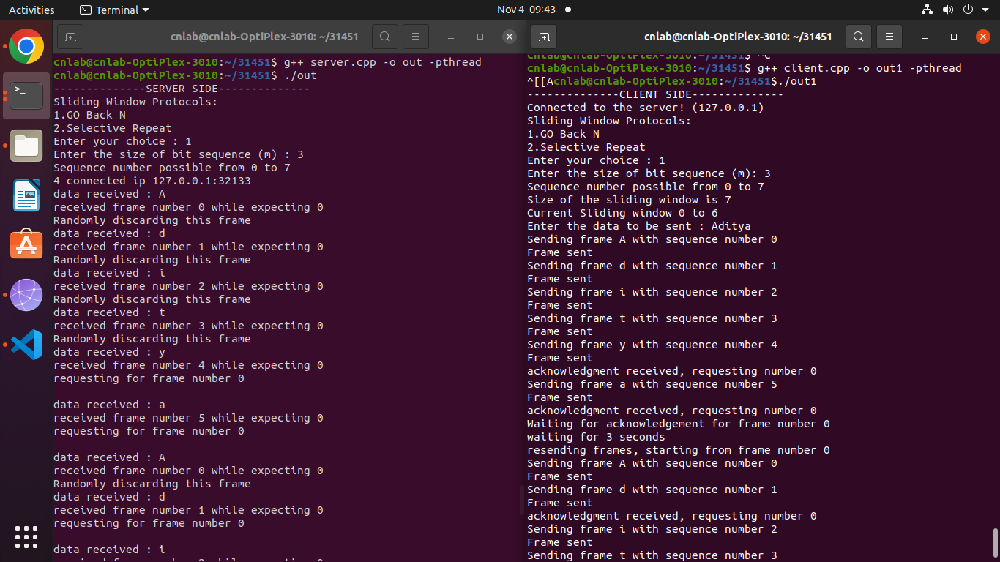 Activities
Terminal
Nov 4 09:43
cnlab@cnlab-OptiPlex-3010: ~/31451
cnlab@cnlab-OptiPlex-3010:~/31451$ g++ server.cpp -o out -pthread
cnlab@cnlab-OptiPlex-3010:~/31451$ ./out
--------------SERVER SIDE--------------
Sliding Window Protocols:
1.GO Back N
2.Selective Repeat
Enter your choice : 1
Enter the size of bit sequence (m) : 3
Sequence number possible from 0 to 7
4 connected ip 127.0.0.1:32133
data received : A
received frame number 0 while expecting 0
Randomly discarding this frame
data received : d
received frame number 1 while expecting 0
Randomly discarding this frame
data received : i
received frame number 2 while expecting 0
Randomly discarding this frame
data received : t
received frame number 3 while expecting 0
Randomly discarding this frame
data received : y
received frame number 4 while expecting 0
requesting for frame number 0
data received : a
received frame number 5 while expecting 0
requesting for frame number 0
data received : A
received frame number 0 while expecting 0
Randomly discarding this frame
data received : d
received frame number 1 while expecting 0
requesting for frame number 0
data received : i
received frame number 2 while expecting 0
cnlab@cnlab-OptiPlex-3010: ~/31451
cnlab@cnlab-OptiPlex-3010:~/31451$ ^C
cnlab@cnlab-OptiPlex-3010:~/31451$ g++ client.cpp -o out1 -pthread
^[[Acnlab@cnlab-OptiPlex-3010:~/31451$./out1
--------------CLIENT SIDE--------------
Connected to the server! (127.0.0.1)
Sliding Window Protocols:
1.GO Back N
2.Selective Repeat
Enter your choice : 1
Enter the size of bit sequence (m): 3
Sequence number possible from 0 to 7
Size of the sliding window is 7
Current Sliding window 0 to 6
Enter the data to be sent : Aditya
Sending frame A with sequence number 0
Frame sent
Sending frame d with sequence number 1
Frame sent
Sending frame i with sequence number 2
Frame sent
Sending frame t with sequence number 3
Frame sent
Sending frame y with sequence number 4
Frame sent
acknowledgment received, requesting number 0
Sending frame a with sequence number 5
Frame sent
acknowledgment received, requesting number 0
Waiting for acknowledgement for frame number 0
waiting for 3 seconds
resending frames, starting from frame number 0
Sending frame A with sequence number 0
Frame sent
Sending frame d with sequence number 1
Frame sent
acknowledgment received, requesting number 0
Sending frame i with sequence number 2
Frame sent
Sending frame t with sequence number 3